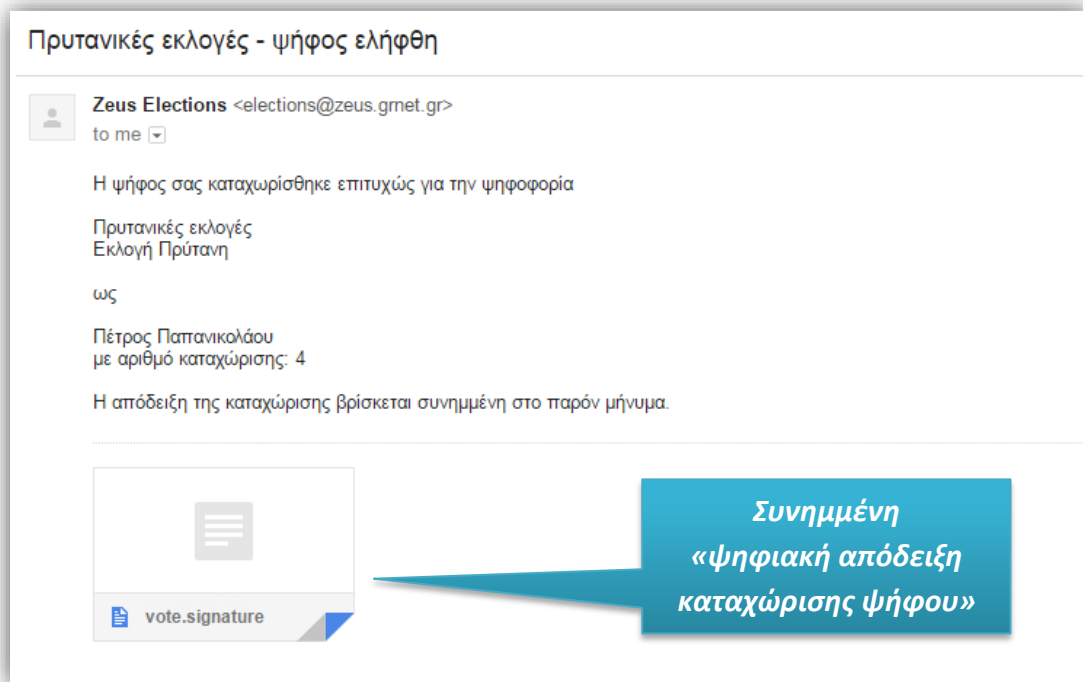 Πρυτανικές εκλογές - ψήφος ελήφθη
Zeus Elections <elections@zeus.grnet.gr>
to me
Η ψήφος σας καταχωρίσθηκε επιτυχώς για την ψηφοφορία
Πρυτανικές εκλογές
Εκλογή Πρύτανη
ως
Πέτρος Παπανικολάου
με αριθμό καταχώρισης: 4
Η απόδειξη της καταχώρισης βρίσκεται συνημμένη στο παρόν μήνυμα.
Συνημμένη
«ψηφιακή απόδειξη
καταχώρισης ψήφου»
vote.signature